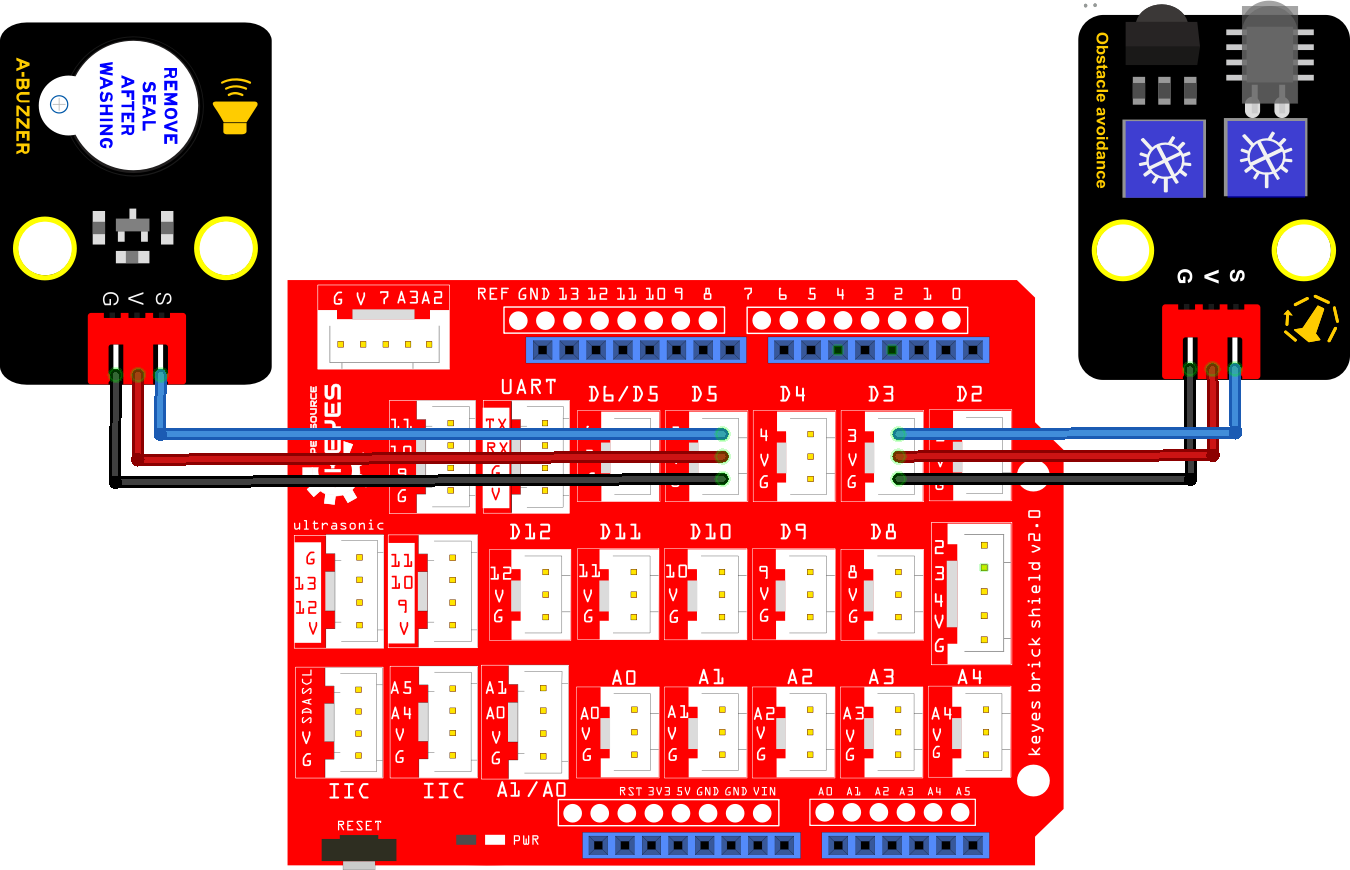 A-BUZZER
REMOVE
SEAL
AFTER
WASHING
G V S
Obstacle avoidance
G V S
G V 7 A3 A2
REF GND 13 12 11 10 9 8
7 6 5 4 3 2 1 0
KEYES
UART
D6/D5
D5
D4
D3
D2
11
10
9
G
TX
RX
G
V
4
V
G
3
V
G
G
ultrasonic
G
13
12
V
11
10
9
V
D12
12
V
G
D11
11
V
G
D10
10
V
G
D9
9
V
G
D8
8
V
G
2
3
4
V
G
keyes brick shield v2.0
SCL
SDA
V
G
IIC
A5
A4
V
G
IIC
A1
A0
V
G
A1/A0
A0
A0
V
G
A1
A1
V
G
A2
A2
V
G
A3
A3
V
G
A4
A4
V
G
RST 3V3 5V GND GND VIN
A0 A1 A2 A3 A4 A5
RESET
PWR